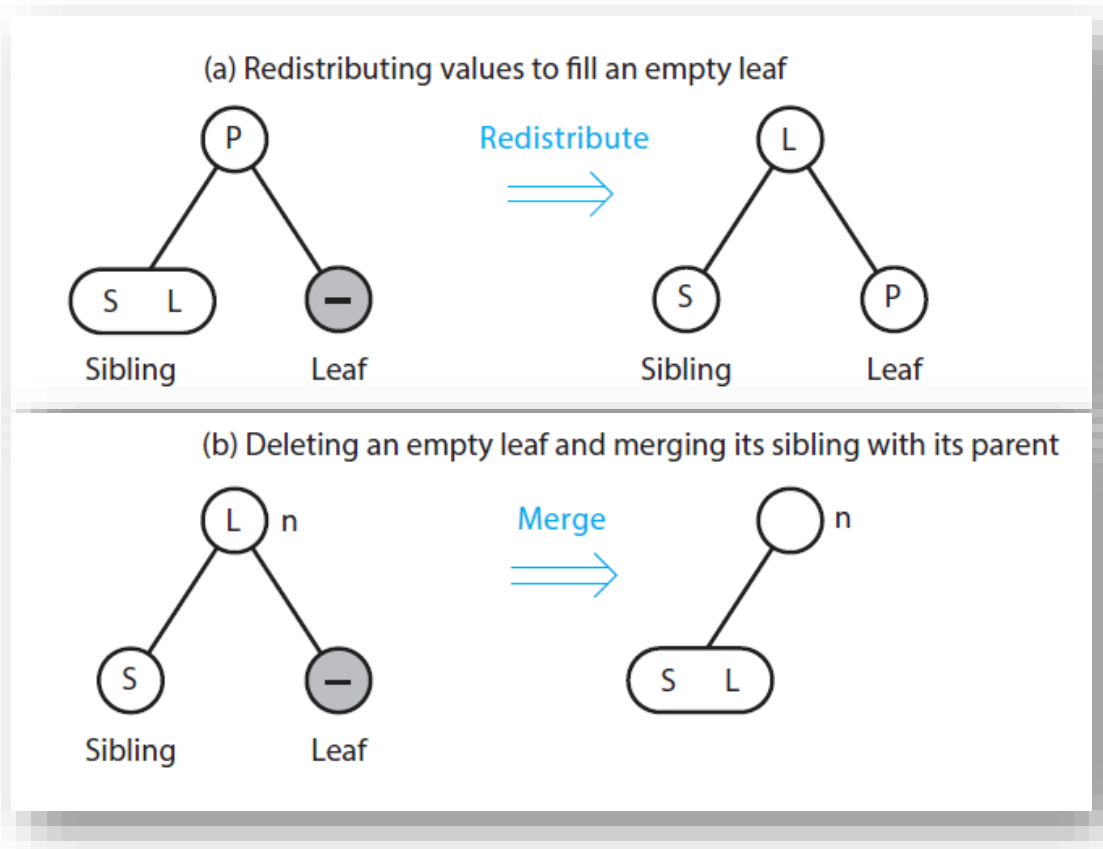 (a) Redistributing values to fill an empty leaf
P
Redistribute
L
S L
–
S
P
Sibling
Leaf
Sibling
Leaf
(b) Deleting an empty leaf and merging its sibling with its parent
L n
Merge
n
S
–
S L
Sibling
Leaf